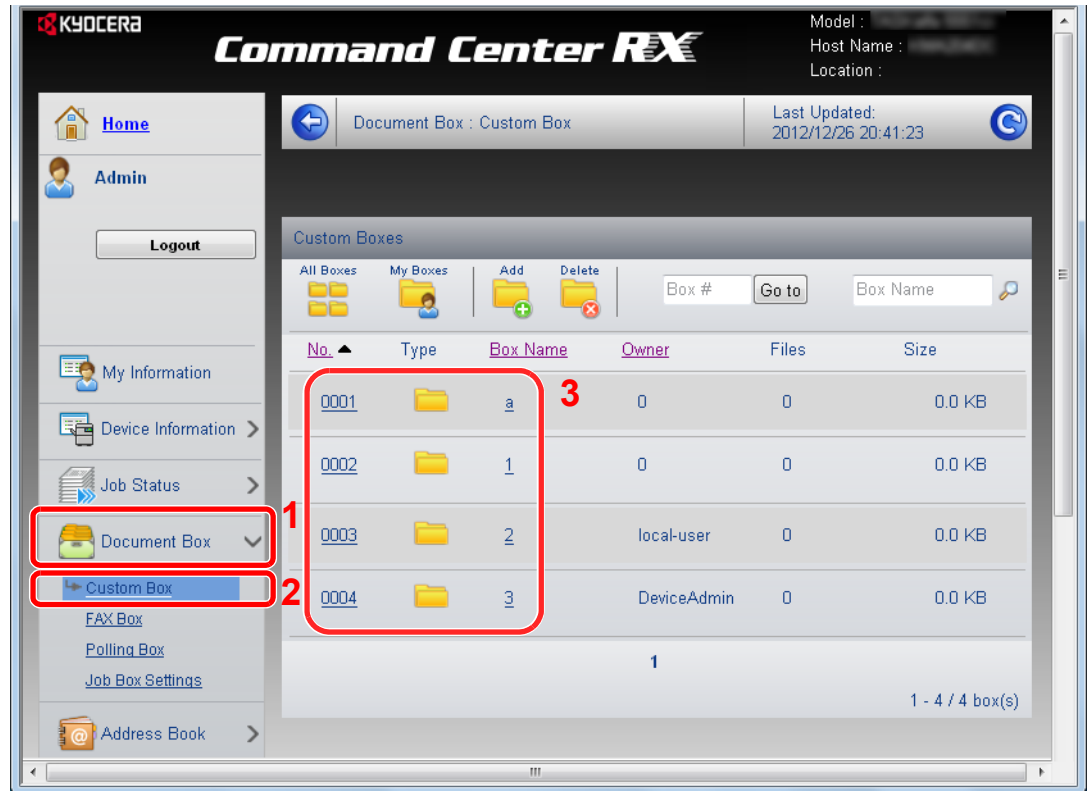 KYOCERA
Command Center RX
Model :
Host Name :
Location :
Home
Admin
Logout
My Information
Device Information
Job Status
Document Box
1
Custom Box
2
FAX Box
Polling Box
Job Box Settings
Address Book
Document Box : Custom Box
Last Updated:
2012/12/26 20:41:23
Custom Boxes
All Boxes My Boxes Add Delete
Box # Go to Box Name
No. Type Box Name Owner Files Size
3
0001 a 0 0 0.0 KB
0002 1 0 0 0.0 KB
0003 2 local-user 0 0.0 KB
0004 3 DeviceAdmin 0 0.0 KB
1
1 - 4 / 4 box(s)